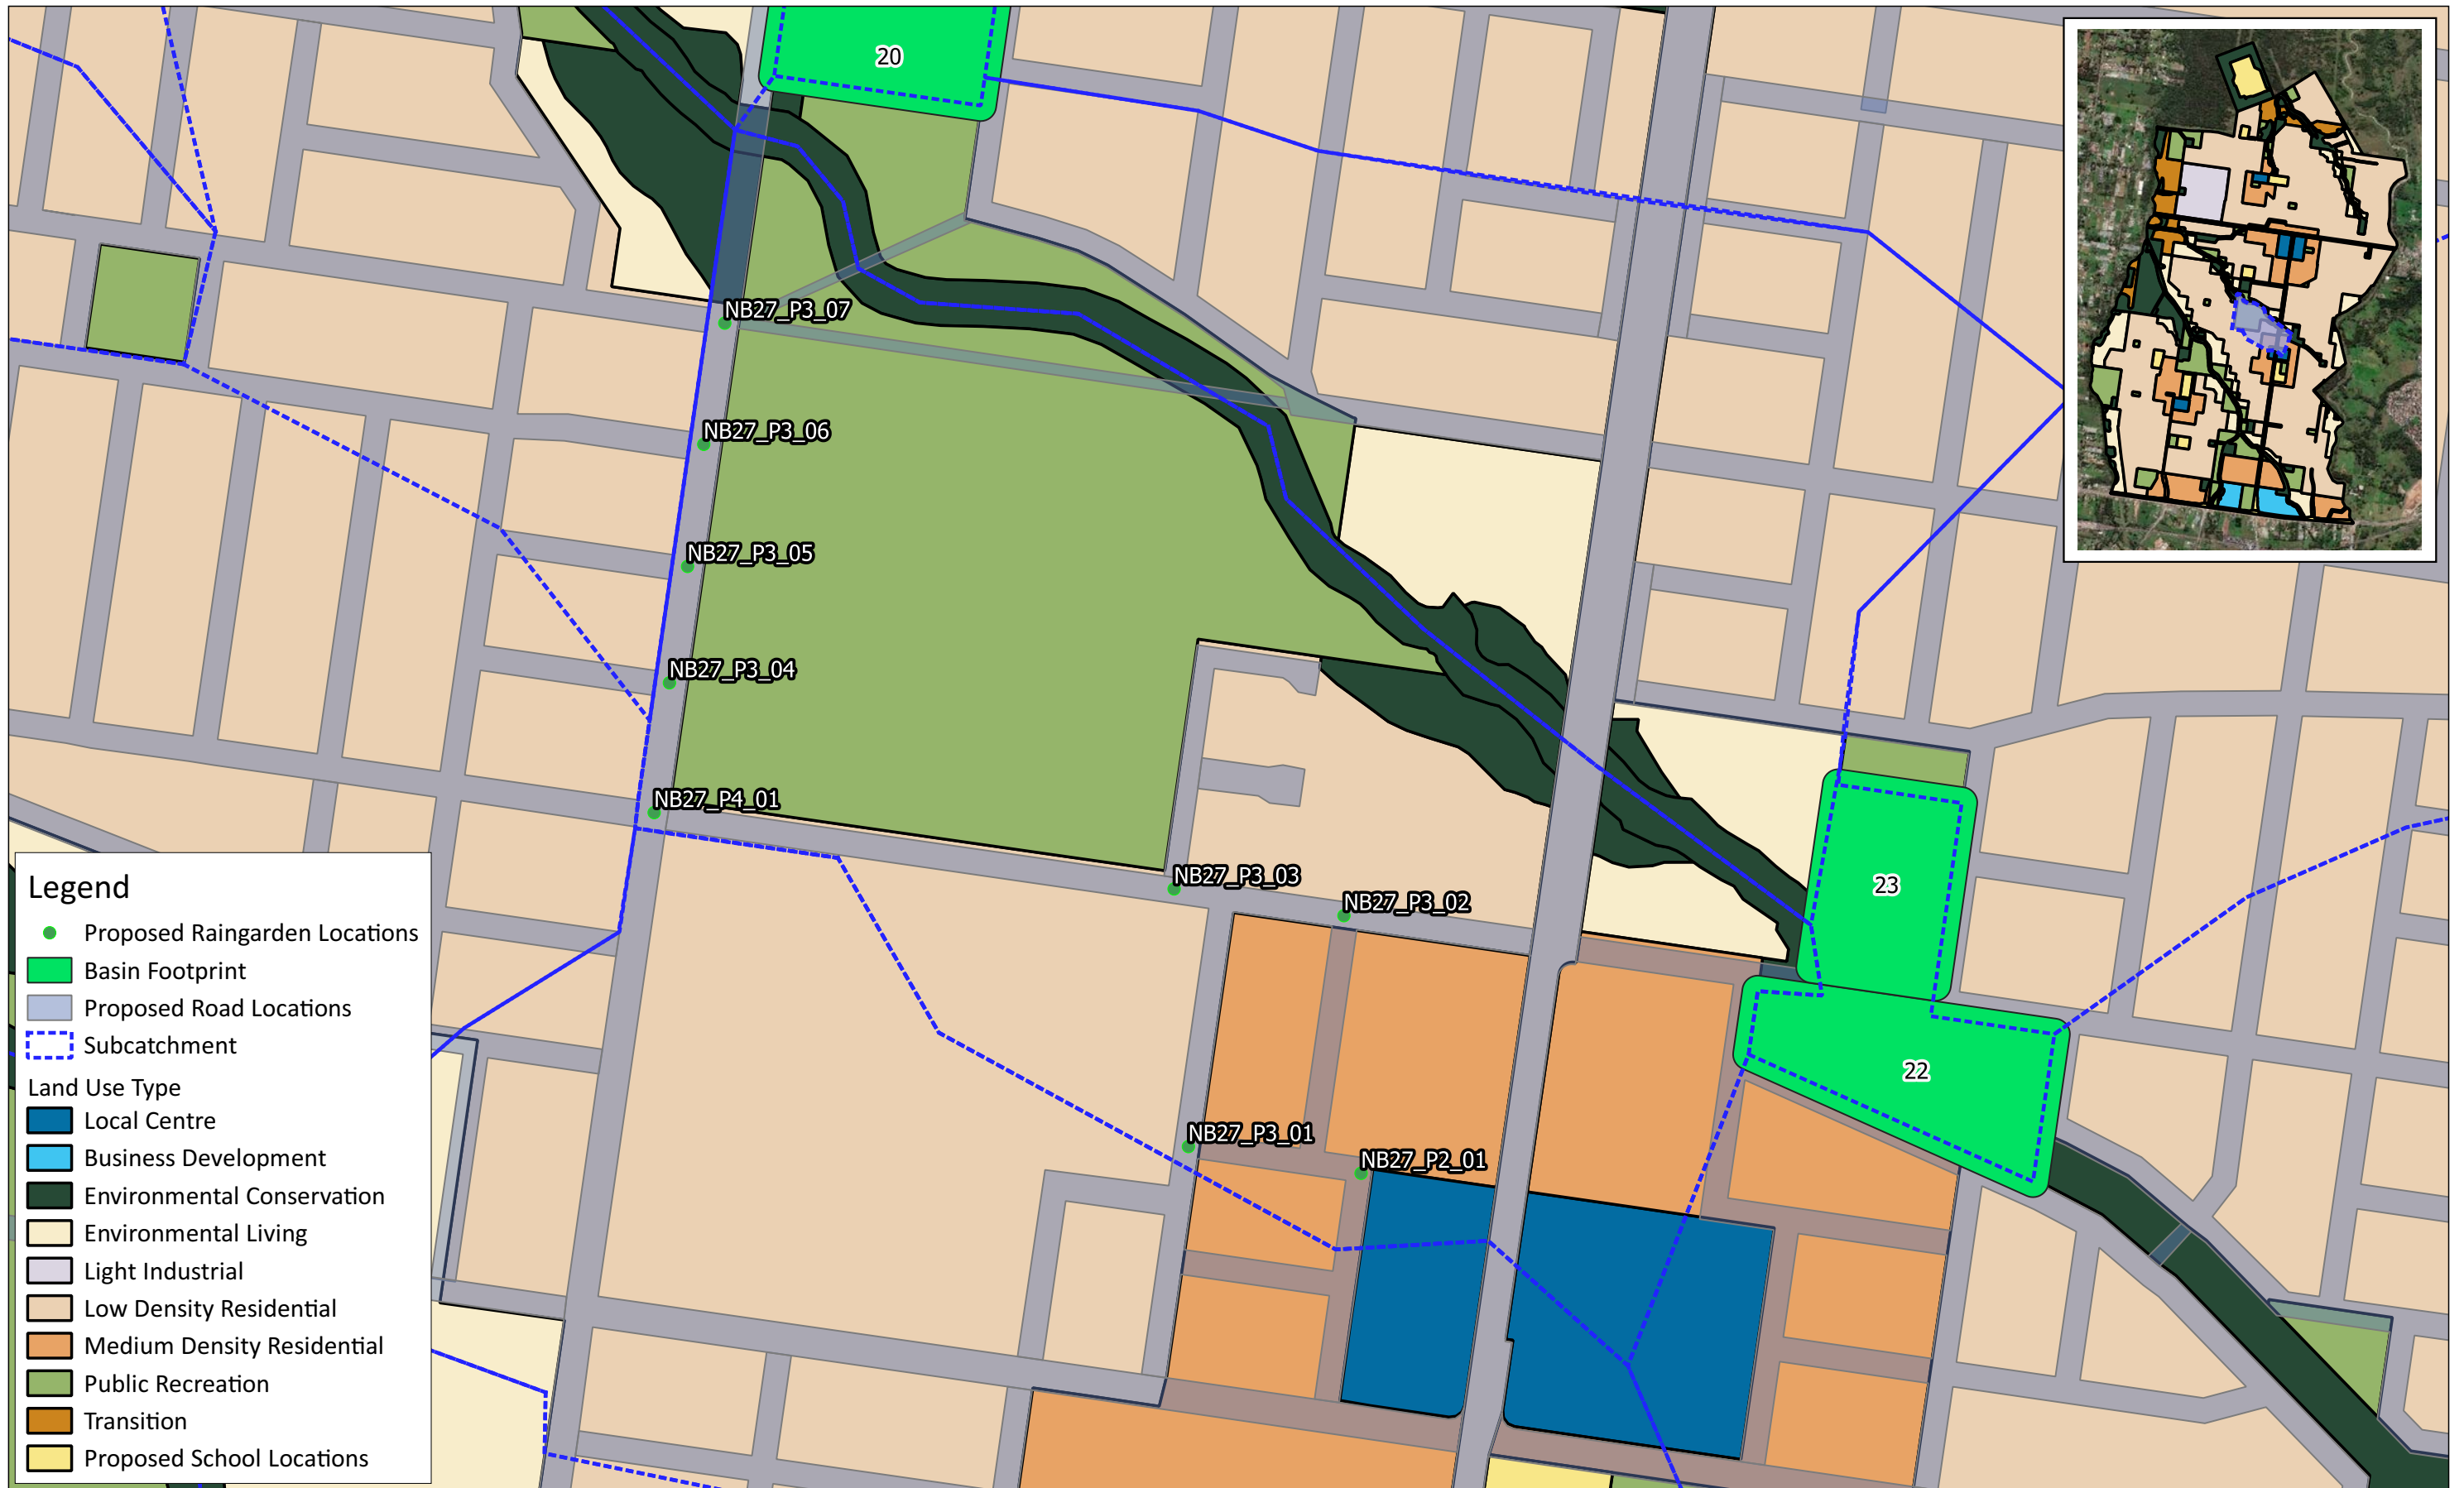 20
NB27_P3_07
NB27_P3_06
NB27_P3_05
NB27_P3_04
NB27_P4_01
NB27_P3_03
NB27_P3_02
23
22
NB27_P3_01
NB27_P2_01
Legend
Proposed Raingarden Locations
Basin Footprint
Proposed Road Locations
Subcatchment
Land Use Type
Local Centre
Business Development
Environmental Conservation
Environmental Living
Light Industrial
Low Density Residential
Medium Density Residential
Public Recreation
Transition
Proposed School Locations